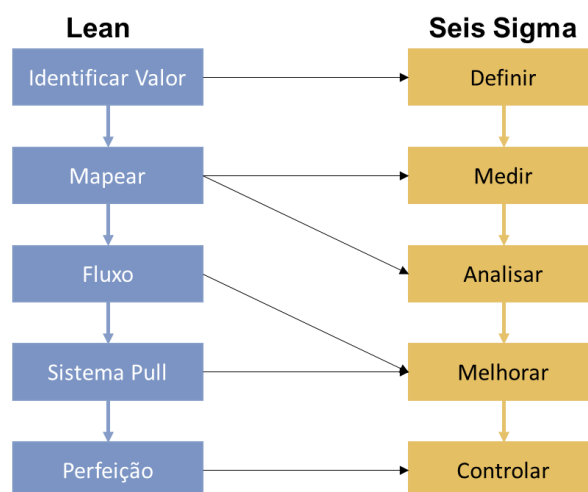 Lean
Seis Sigma
Identificar Valor
Definir
Mapear
Medir
Fluxo
Analisar
Sistema Pull
Melhorar
Perfeição
Controlar